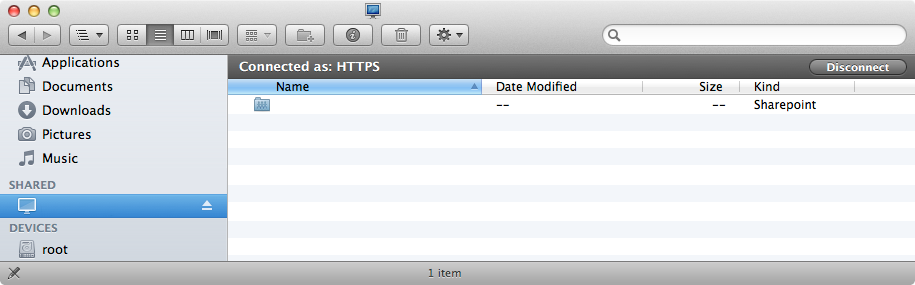 Applications
Documents
Downloads
Pictures
Music
SHARED
DEVICES
root
Connected as: HTTPS
Disconnect
Name Date Modified Size Kind
-- -- Sharepoint
1 item